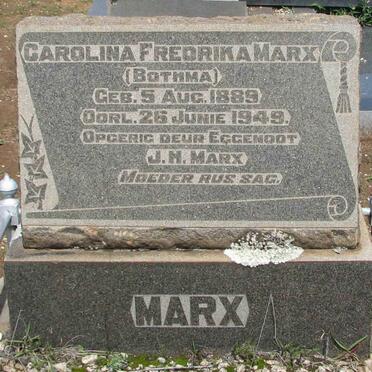 CAROLINA FREDRIKA MARX
(BOTHMA)
GEB. 5 AUG. 1889
OORL. 26 JUNIE 1949.
OPGERIG DEUR EGGENOOT
J.H. MARX
MOEDER RUS SAG.
MARX